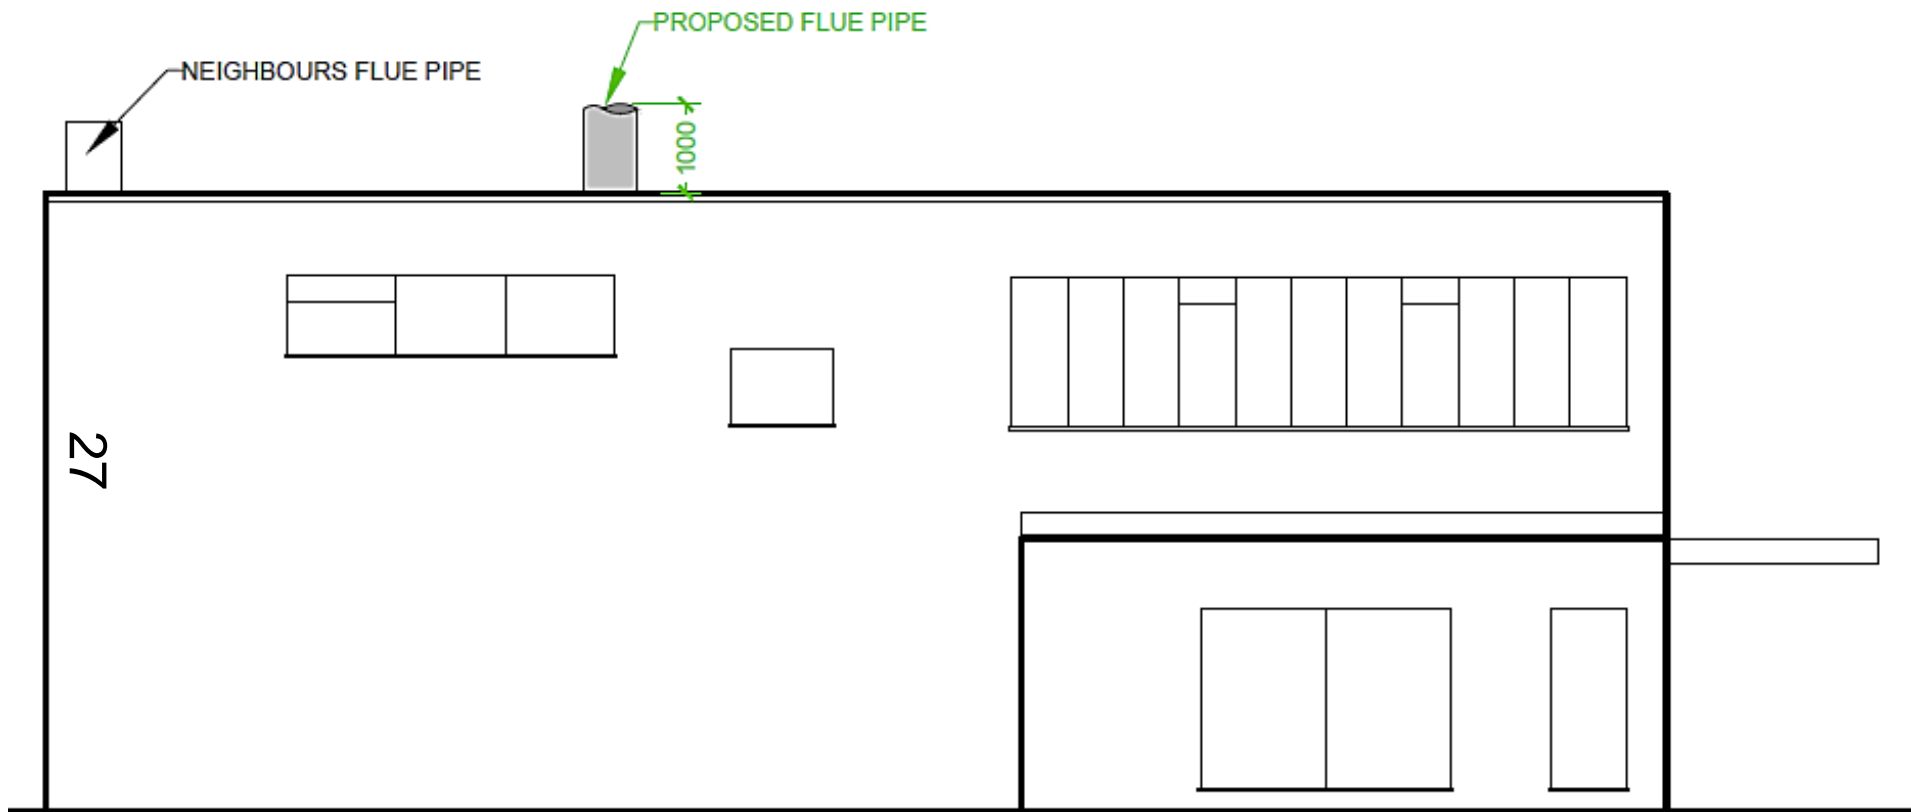 PROPOSED FLUE PIPE
NEIGHBOURS FLUE PIPE
1000
27